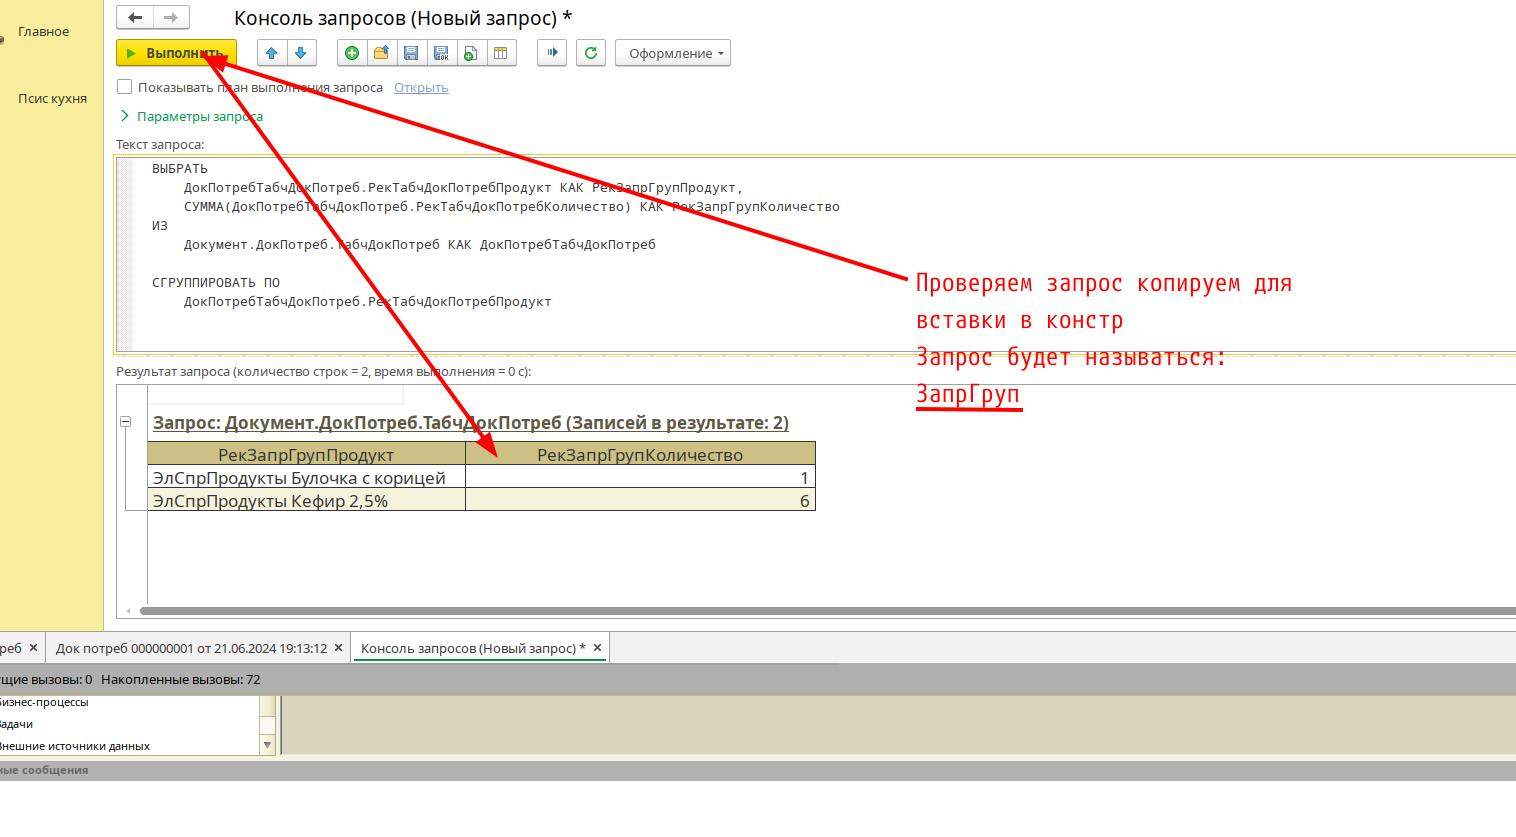 Главное
Псис кухня
Консоль запросов (Новый запрос) *
Выполнить
Оформление
Показывать план выполнения запроса Открыть
Параметры запроса
Текст запроса:
ВЫБРАТЬ
ДокПотребТабчДокПотреб.РекТабчДокПотребПродукт КАК РекЗапрГрупПродукт,
СУММА(ДокПотребТабчДокПотреб.РекТабчДокПотребКоличество) КАК РекЗапрГрупКоличество
ИЗ
Документ.ДокПотреб.ТабчДокПотреб КАК ДокПотребТабчДокПотреб
СГРУППИРОВАТЬ ПО
ДокПотребТабчДокПотреб.РекТабчДокПотребПродукт
Проверяем запрос копируем для
вставки в констр
Запрос будет называться:
ЗапрГруп
Результат запроса (количество строк = 2, время выполнения = 0 с):
Запрос: Документ.ДокПотреб.ТабчДокПотреб (Записей в результате: 2)
РекЗапрГрупПродукт РекЗапрГрупКоличество
ЭлСпрПродукты Булочка с корицей 1
ЭлСпрПродукты Кефир 2,5% 6
реб Док потреб 000000001 от 21.06.2024 19:13:12 Консоль запросов (Новый запрос) *
щие вызовы: 0 Накопленные вызовы: 72
Бизнес-процессы
Задачи
Внешние источники данных
ные сообщения